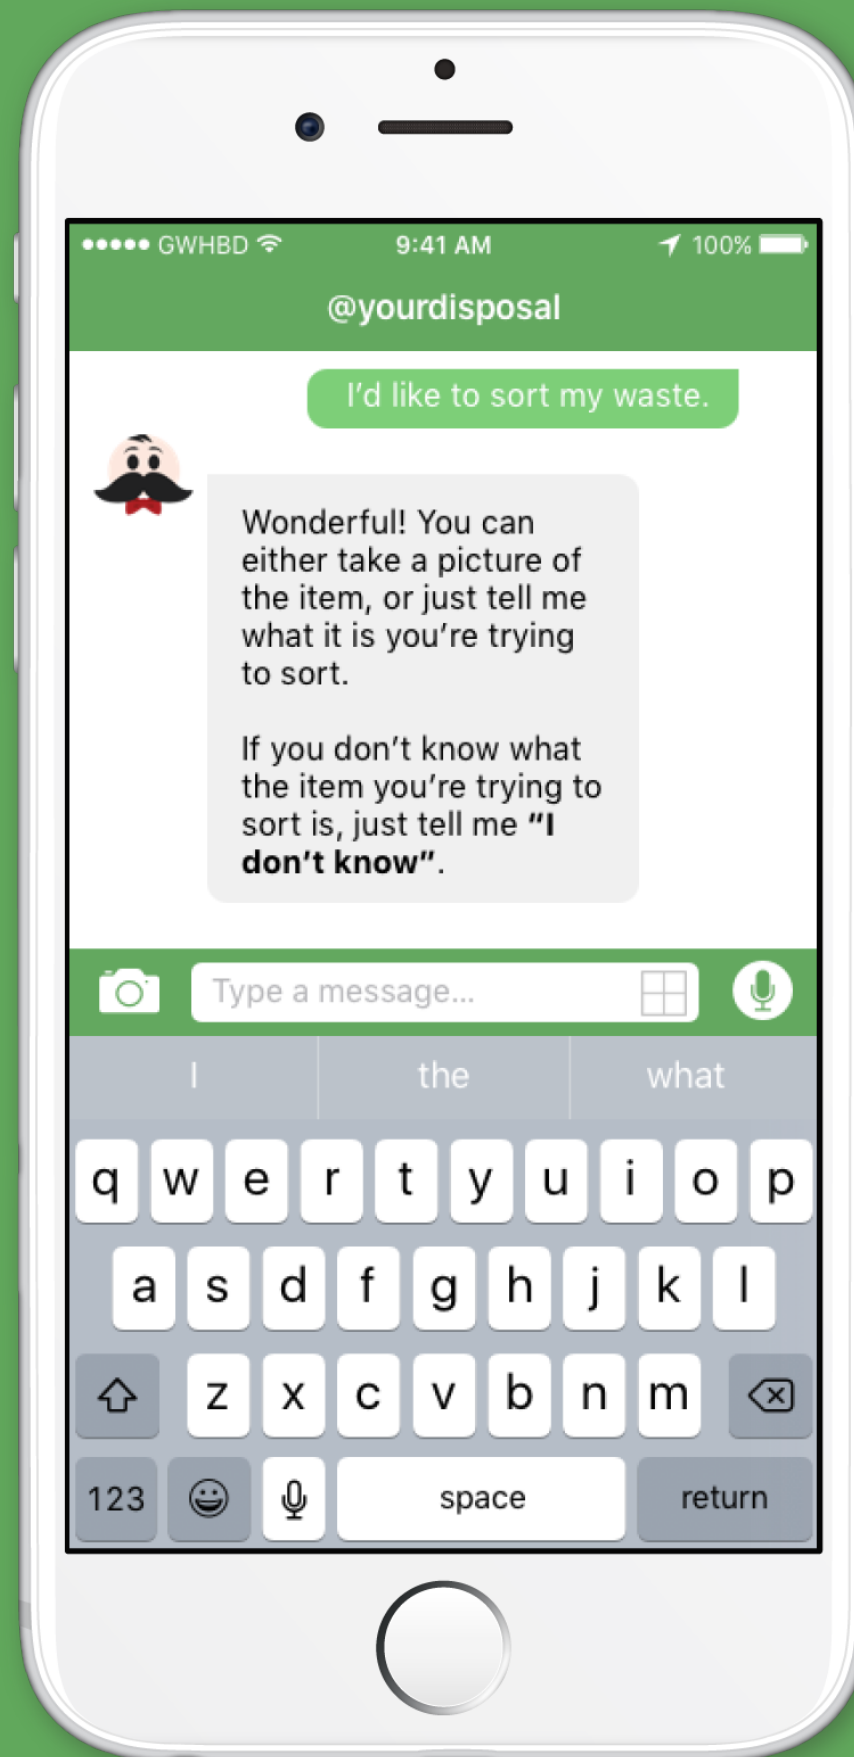 GWHBD 9:41 AM 100%
@yourdisposal
I’d like to sort my waste.
Wonderful! You can
either take a picture of
the item, or just tell me
what it is you’re trying
to sort.
If you don’t know what
the item you’re trying to
sort is, just tell me “I
don’t know”.
Type a message...
I the what
q w e r t y u i o p
a s d f g h j k l
z x c v b n m
123 space return